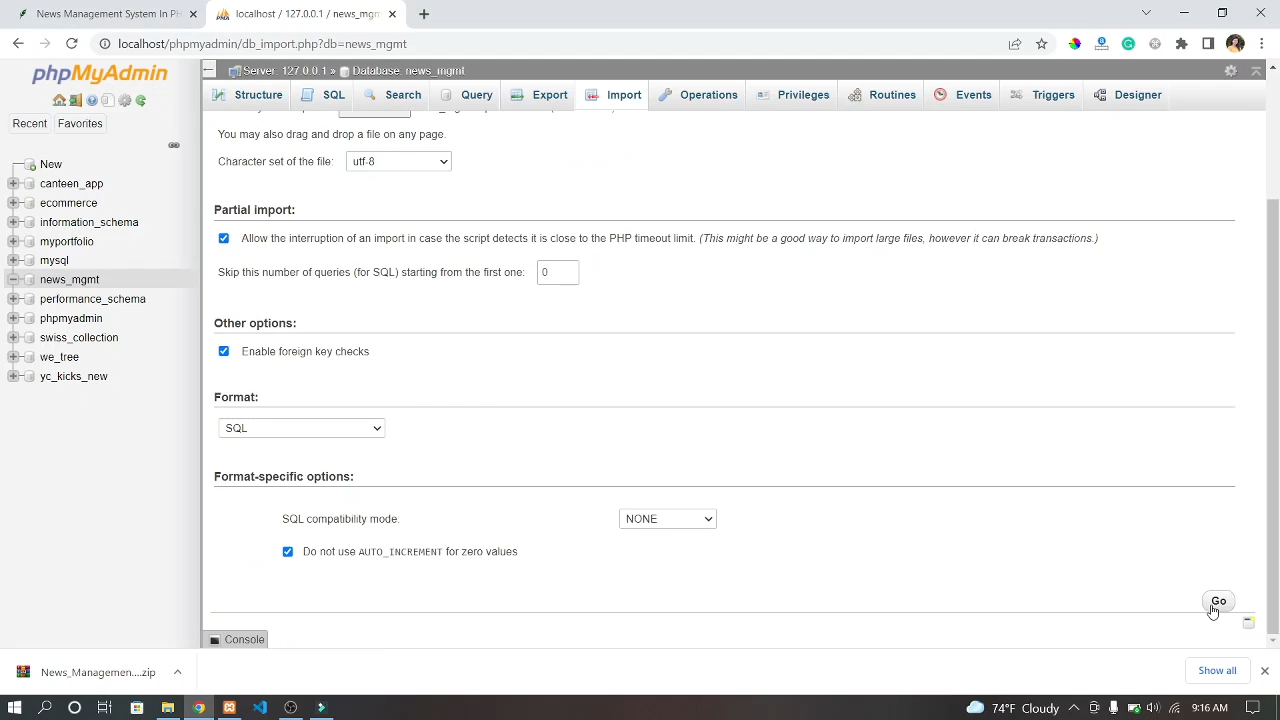 News Management System In PH
localhost / 127.0.0.1 / news_mgm
localhost/phpmyadmin/db_import.php?db=news_mgmt
phpMyAdmin
Recent
Favorites
New
canteen_app
ecommerce
information_schema
myportfolio
mysql
news_mgmt
performance_schema
phpmyadmin
swiss_collection
we_tree
yc_kicks_new
Server: 127.0.0.1 » Database: news_mgmt
Structure SQL Search Query Export Import Operations Privileges Routines Events Triggers Designer
You may also drag and drop a file on any page.
Character set of the file: utf-8
Partial import:
Allow the interruption of an import in case the script detects it is close to the PHP timeout limit. (This might be a good way to import large files, however it can break transactions.)
Skip this number of queries (for SQL) starting from the first one: 0
Other options:
Enable foreign key checks
Format:
SQL
Format-specific options:
SQL compatibility mode: NONE
Do not use AUTO_INCREMENT for zero values
Go
Console
News_Managemen....zip
Show all
74°F Cloudy
9:16 AM